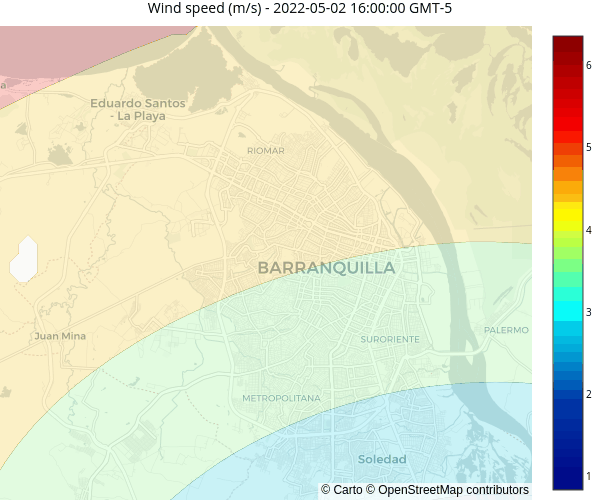 Wind speed (m/s) - 2022-05-02 16:00:00 GMT-5
a
Eduardo Santos
- La Playa
RIOMAR
BARRANQUILLA
Juan Mina
SURORIENTE
PALERMO
METROPOLITANA
Soledad
© Carto © OpenStreetMap contributors
6
5
4
3
2
1